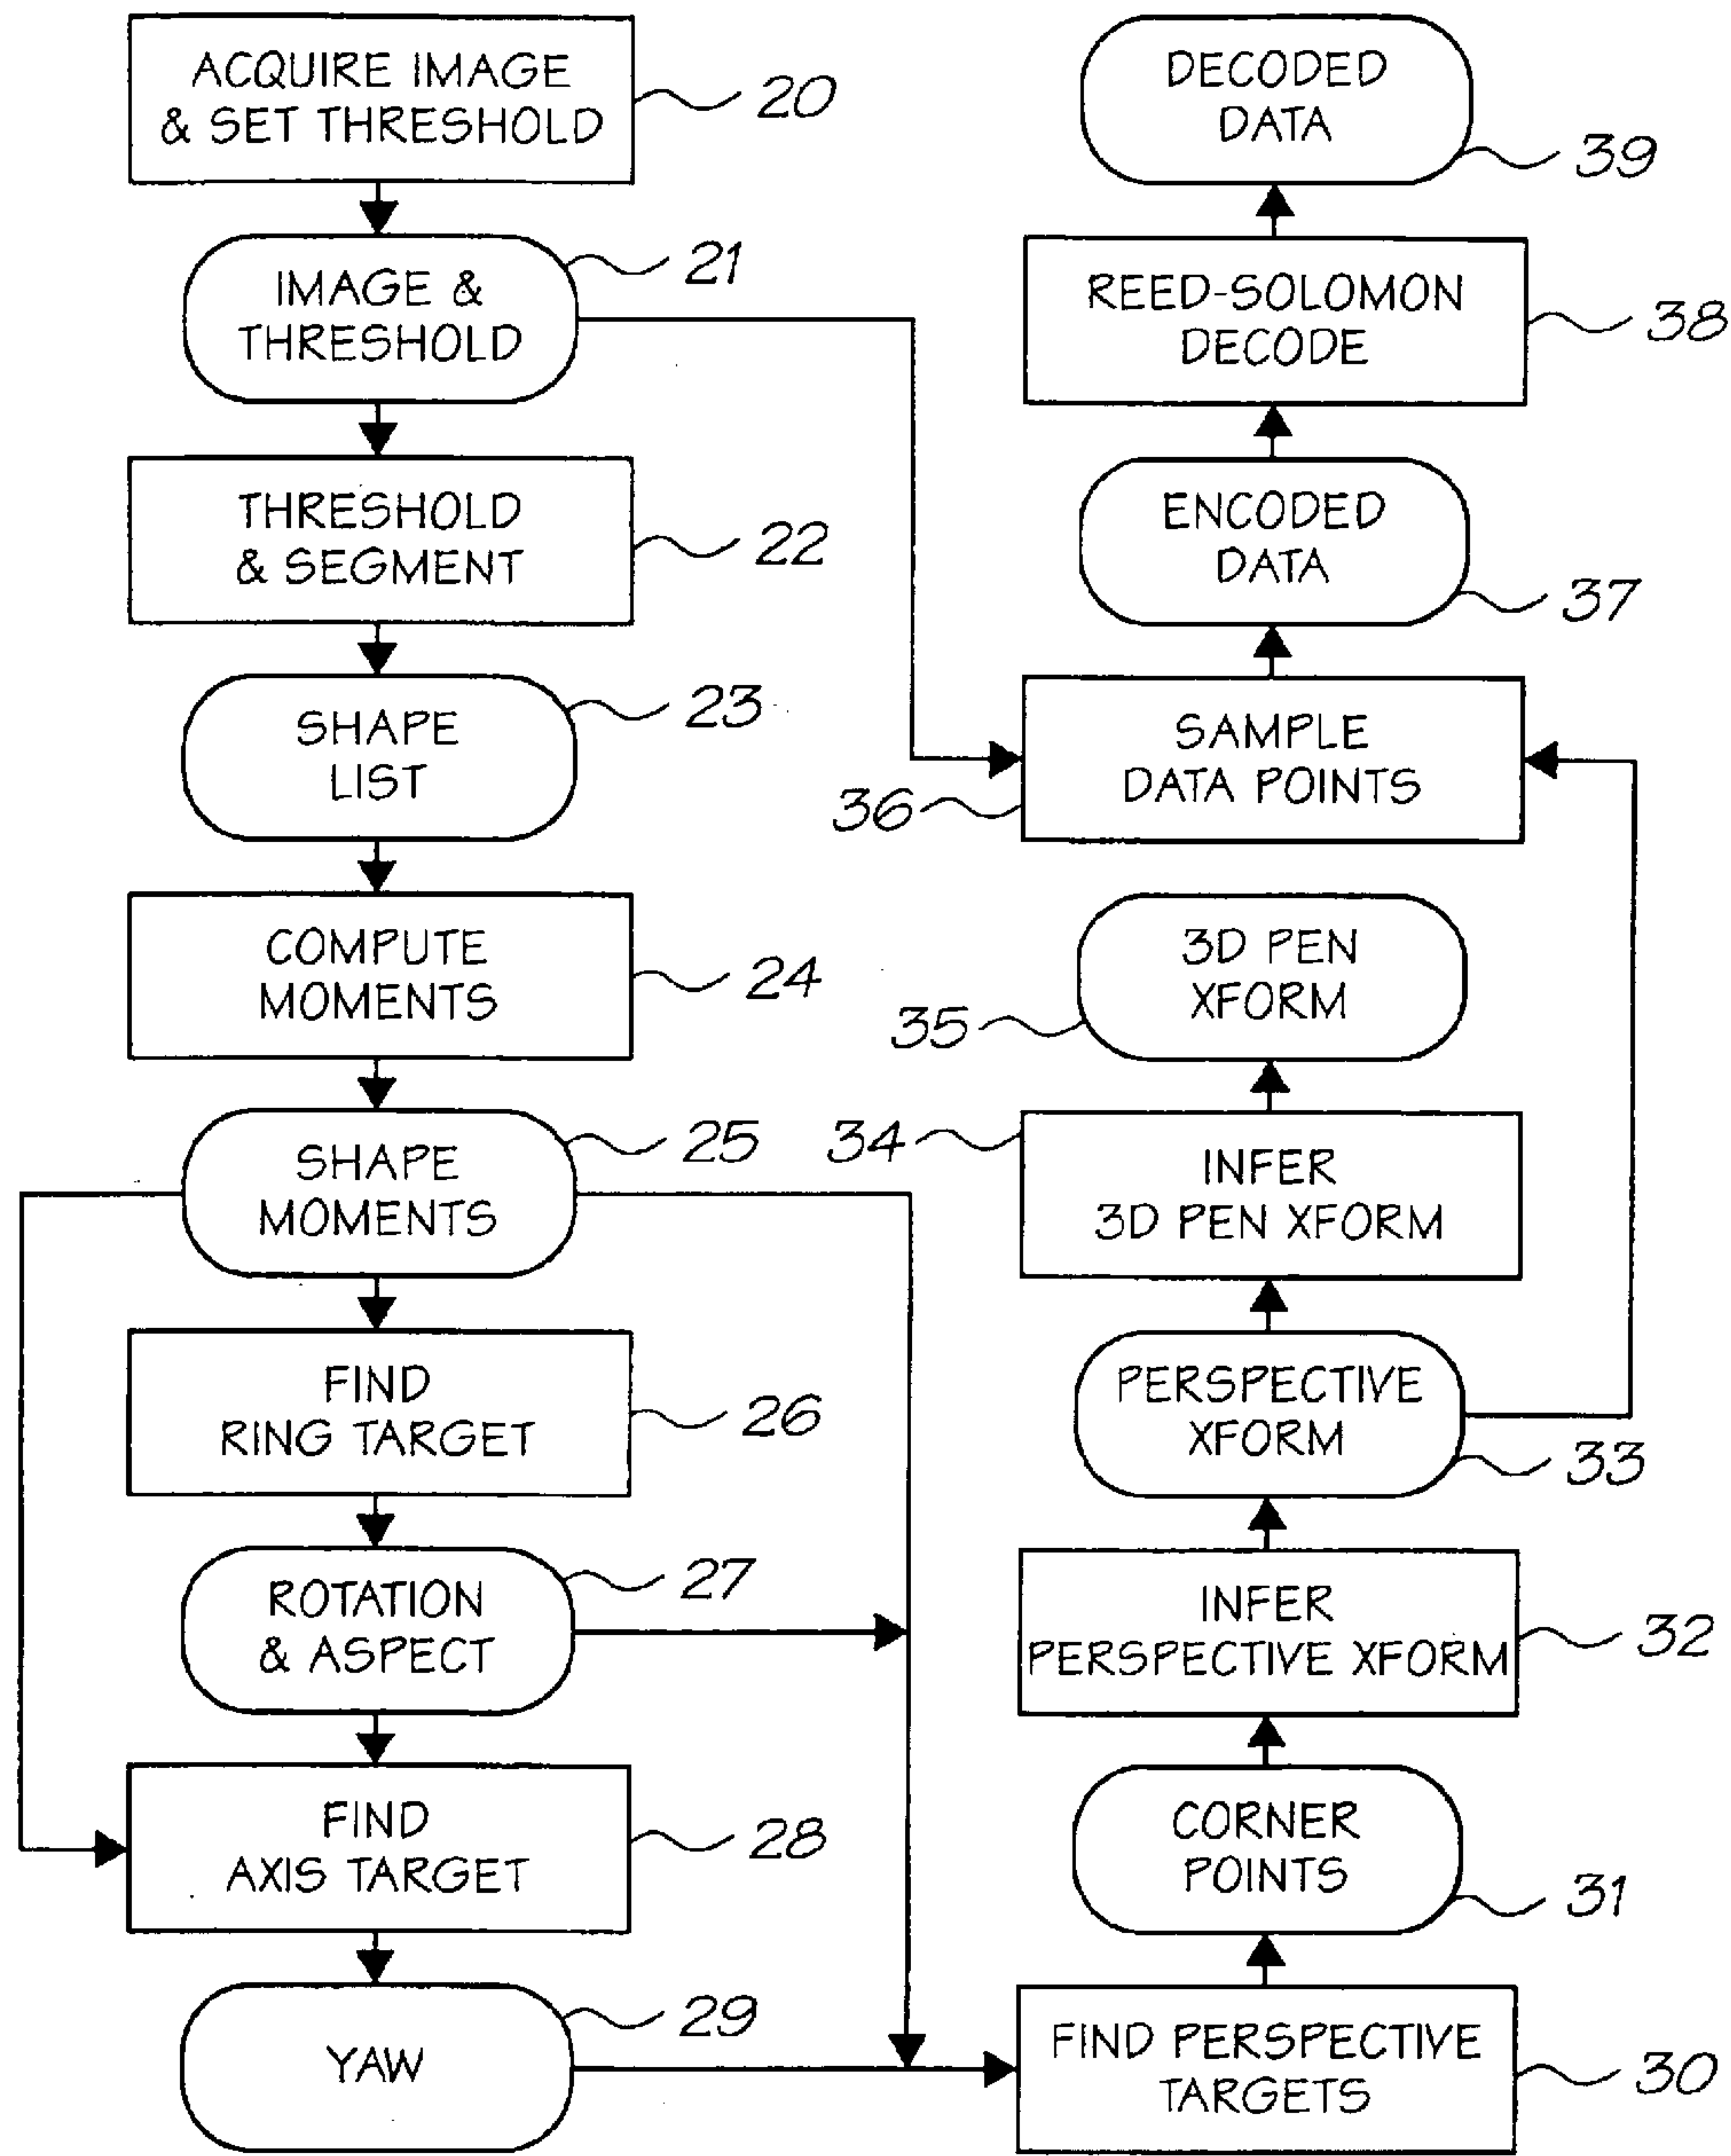 ACQUIRE IMAGE
& SET THRESHOLD
20
IMAGE &
THRESHOLD
21
THRESHOLD
& SEGMENT
22
SHAPE
LIST
23
COMPUTE
MOMENTS
24
SHAPE
MOMENTS
25
FIND
RING TARGET
26
ROTATION
& ASPECT
27
FIND
AXIS TARGET
28
YAW
29
FIND PERSPECTIVE
TARGETS
30
CORNER
POINTS
31
INFER
PERSPECTIVE XFORM
32
PERSPECTIVE
XFORM
33
INFER
3D PEN XFORM
34
3D PEN
XFORM
35
SAMPLE
DATA POINTS
36
ENCODED
DATA
37
REED-SOLOMON
DECODE
38
DECODED
DATA
39